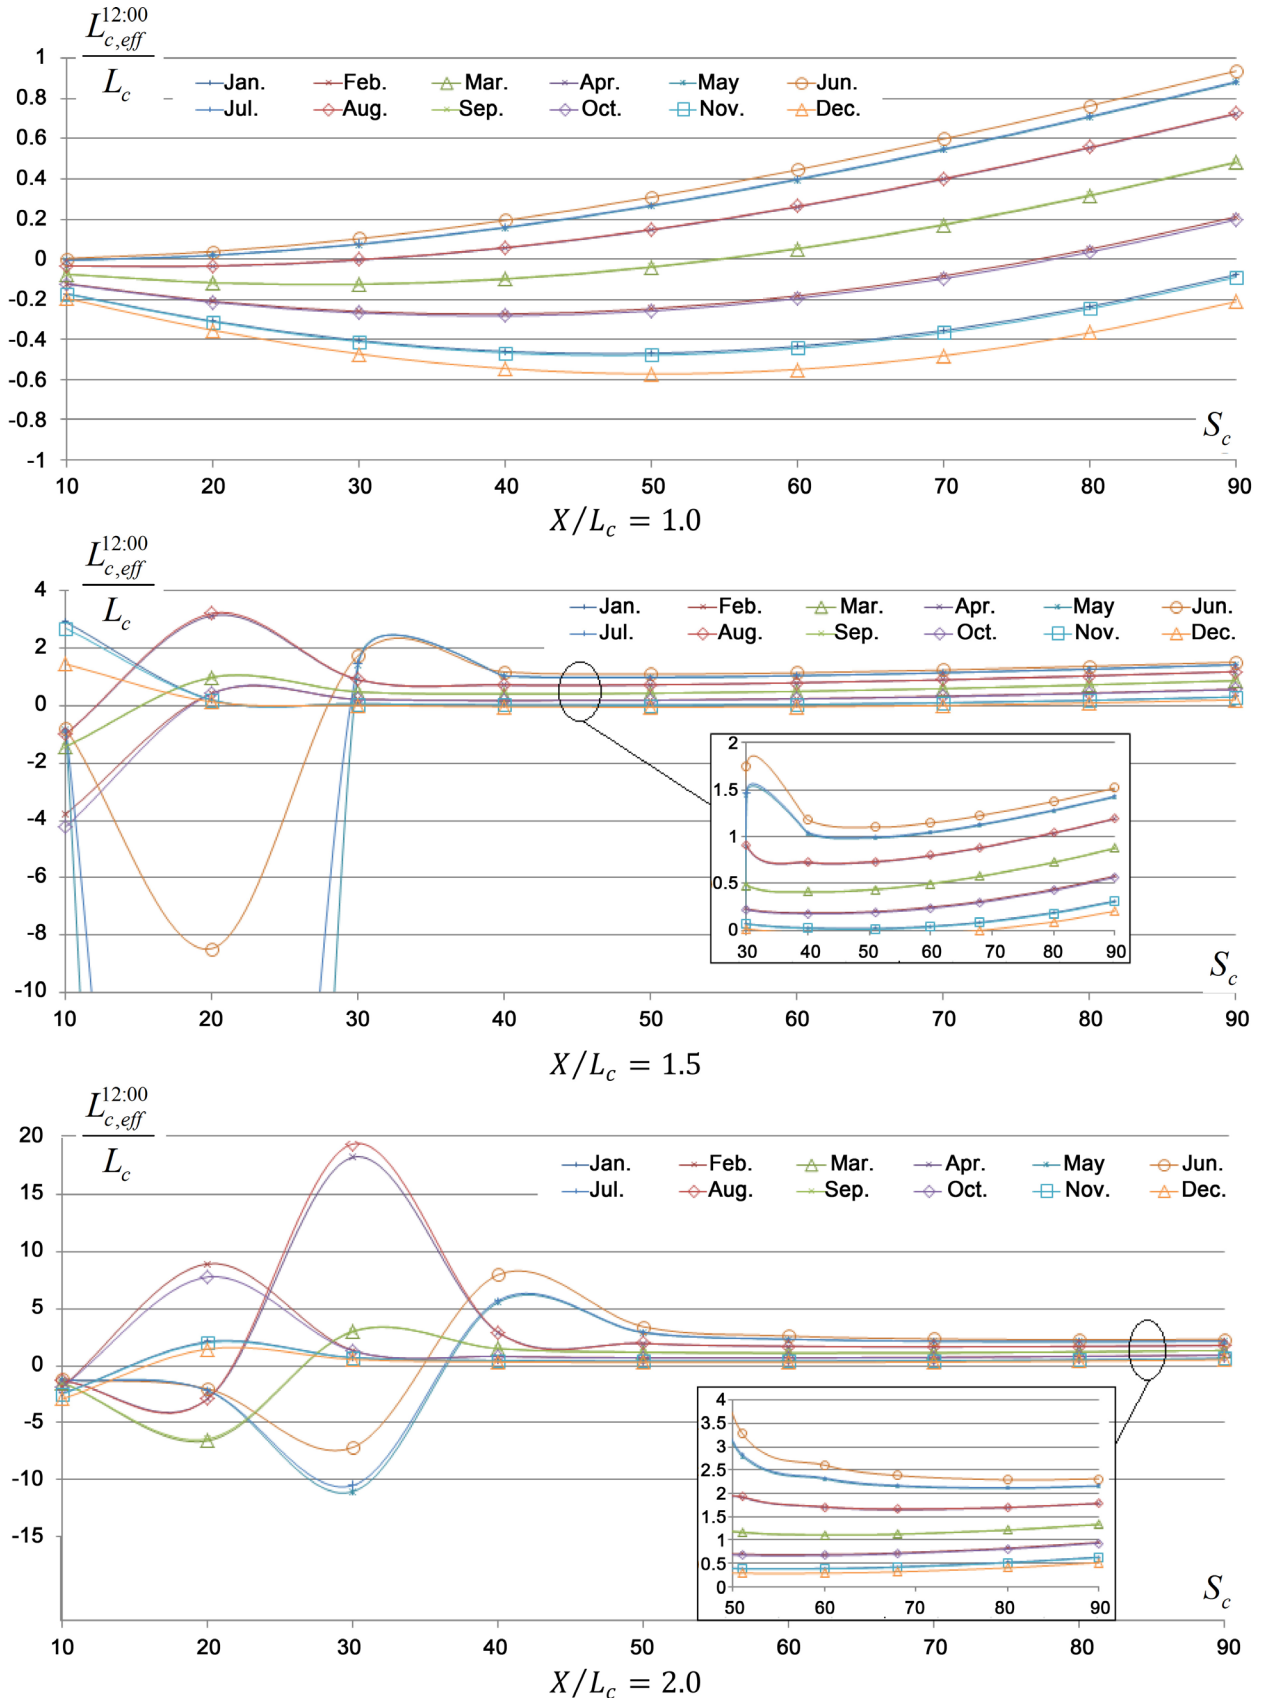 L_{c,eff}^{12:00}
L_c
1
0.8
0.6
0.4
0.2
0
-0.2
-0.4
-0.6
-0.8
-1
Jan. Feb. Mar. Apr. May Jun.
Jul. Aug. Sep. Oct. Nov. Dec.
S_c
10 20 30 40 50 60 70 80 90
X/L_c = 1.0
L_{c,eff}^{12:00}
L_c
4
2
0
-2
-4
-6
-8
-10
Jan. Feb. Mar. Apr. May Jun.
Jul. Aug. Sep. Oct. Nov. Dec.
2
1.5
1
0.5
0
30 40 50 60 70 80 90
S_c
10 20 30 40 50 60 70 80 90
X/L_c = 1.5
L_{c,eff}^{12:00}
L_c
20
15
10
5
0
-5
-10
-15
Jan. Feb. Mar. Apr. May Jun.
Jul. Aug. Sep. Oct. Nov. Dec.
4
3.5
3
2.5
2
1.5
1
0.5
0
50 60 70 80 90
S_c
10 20 30 40 50 60 70 80 90
X/L_c = 2.0